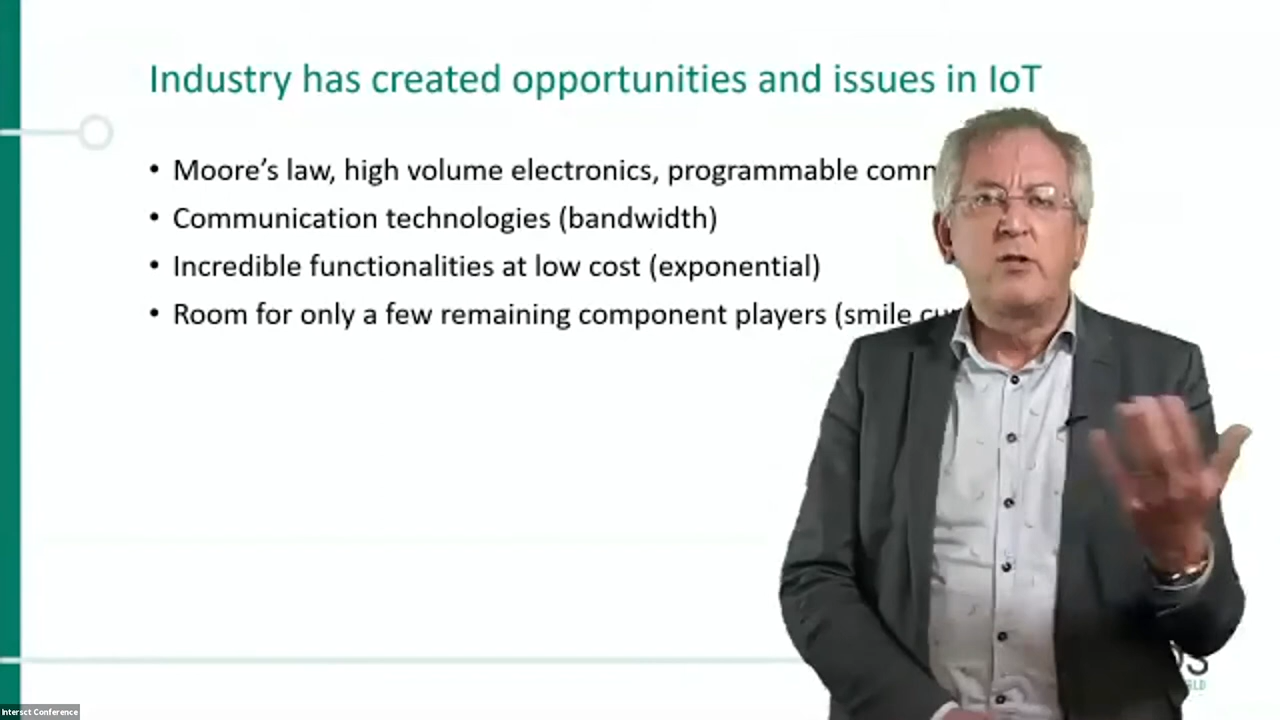 Industry has created opportunities and issues in IoT
• Moore's law, high volume electronics, programmable
• Communication technologies (bandwidth)
• Incredible functionalities at low cost (exponential)
• Room for only a few remaining component players (smile
Intersct Conference